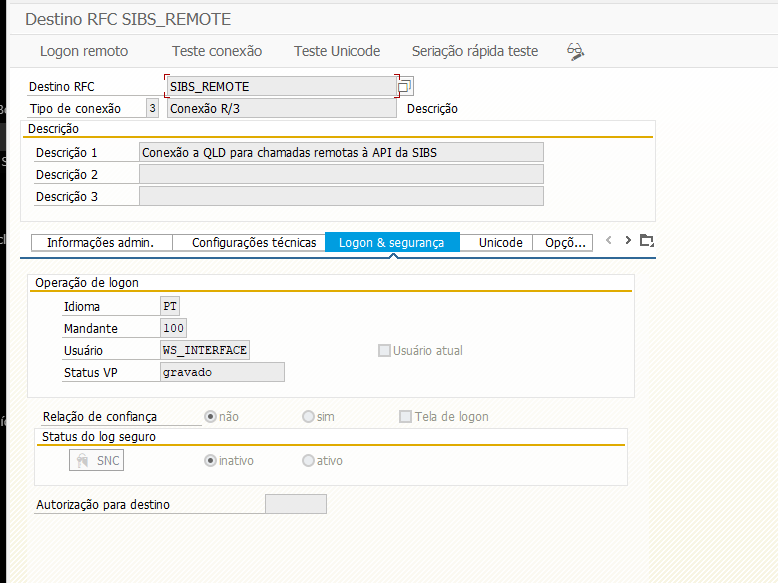 Destino RFC SIBS_REMOTE
Logon remoto Teste conexão Teste Unicode Seriação rápida teste
Destino RFC SIBS_REMOTE
Tipo de conexão 3 Conexão R/3 Descrição
Descrição
Descrição 1 Conexão a QLD para chamadas remotas à API da SIBS
Descrição 2
Descrição 3
Informações admin. Configurações técnicas Logon & segurança Unicode Opçõ...
Operação de logon
Idioma PT
Mandante 100
Usuário WS_INTERFACE Usuário atual
Status VP gravado
Relação de confiança não sim Tela de logon
Status do log seguro
SNC inativo ativo
Autorização para destino